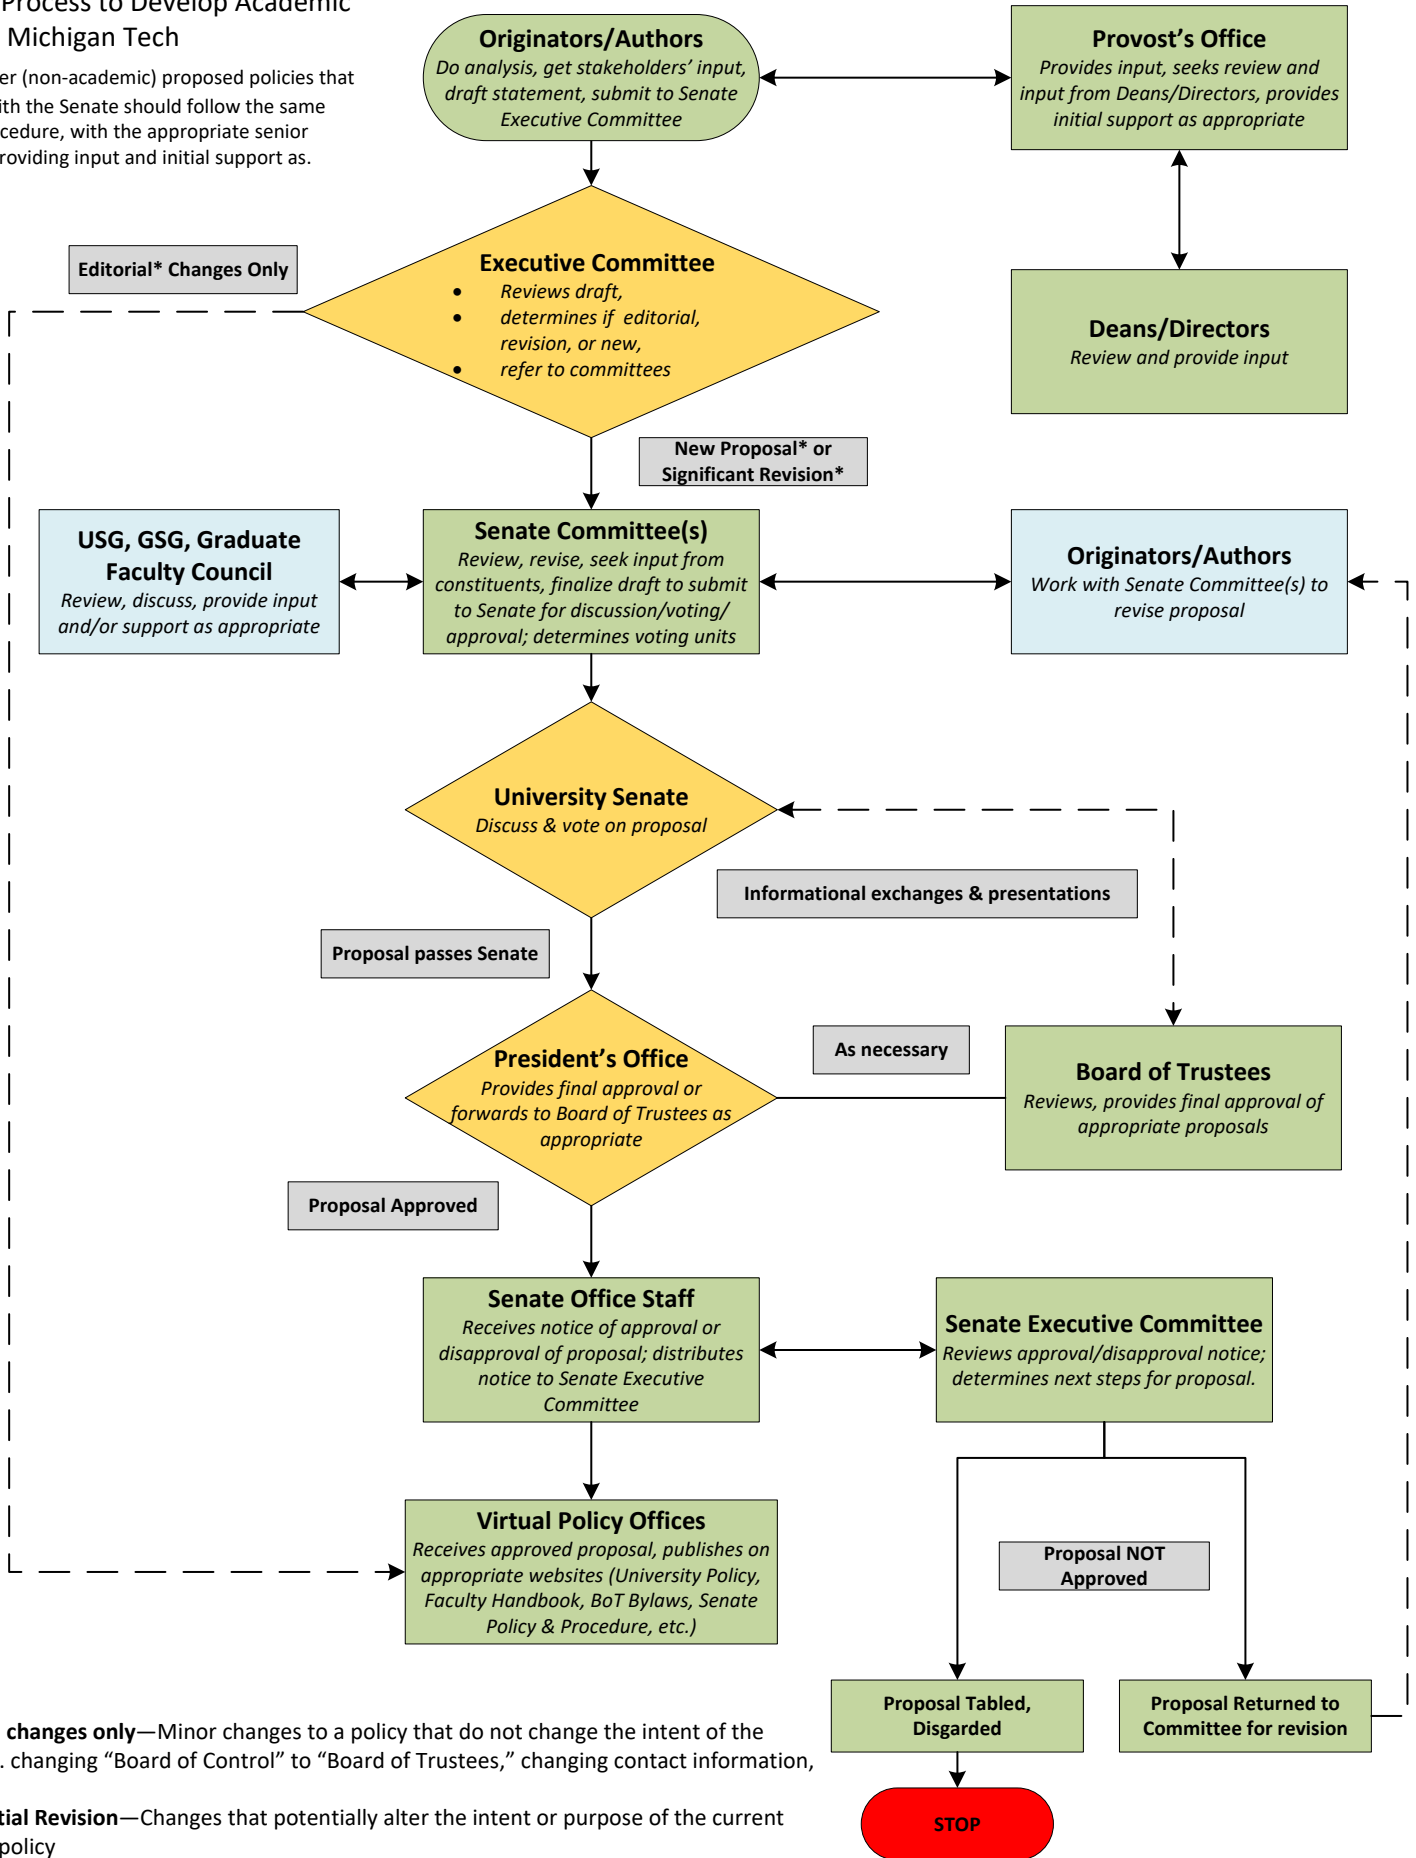 Process to Develop Academic
Michigan Tech
er (non-academic) proposed policies that
ith the Senate should follow the same
cedure, with the appropriate senior
roviding input and initial support as.
Originators/Authors
Do analysis, get stakeholders’ input,
draft statement, submit to Senate
Executive Committee
Provost’s Office
Provides input, seeks review and
input from Deans/Directors, provides
initial support as appropriate
Editorial* Changes Only
Executive Committee
• Reviews draft,
• determines if editorial,
revision, or new,
• refer to committees
Deans/Directors
Review and provide input
New Proposal* or
Significant Revision*
USG, GSG, Graduate
Faculty Council
Review, discuss, provide input
and/or support as appropriate
Senate Committee(s)
Review, revise, seek input from
constituents, finalize draft to submit
to Senate for discussion/voting/
approval; determines voting units
Originators/Authors
Work with Senate Committee(s) to
revise proposal
University Senate
Discuss & vote on proposal
Informational exchanges & presentations
Proposal passes Senate
President’s Office
Provides final approval or
forwards to Board of Trustees as
appropriate
As necessary
Board of Trustees
Reviews, provides final approval of
appropriate proposals
Proposal Approved
Senate Office Staff
Receives notice of approval or
disapproval of proposal; distributes
notice to Senate Executive
Committee
Senate Executive Committee
Reviews approval/disapproval notice;
determines next steps for proposal.
Virtual Policy Offices
Receives approved proposal, publishes on
appropriate websites (University Policy,
Faculty Handbook, BoT Bylaws, Senate
Policy & Procedure, etc.)
Proposal NOT
Approved
Proposal Tabled,
Disgarded
Proposal Returned to
Committee for revision
STOP
changes only—Minor changes to a policy that do not change the intent of the
. changing “Board of Control” to “Board of Trustees,” changing contact information,
tial Revision—Changes that potentially alter the intent or purpose of the current
policy